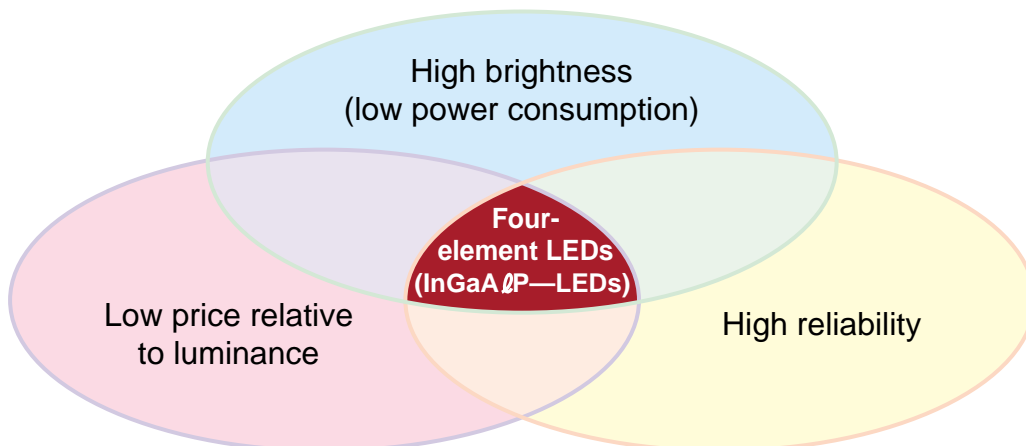 High brightness
(low power consumption)
Four-
element LEDs
(InGaAℓP—LEDs)
Low price relative
to luminance
High reliability